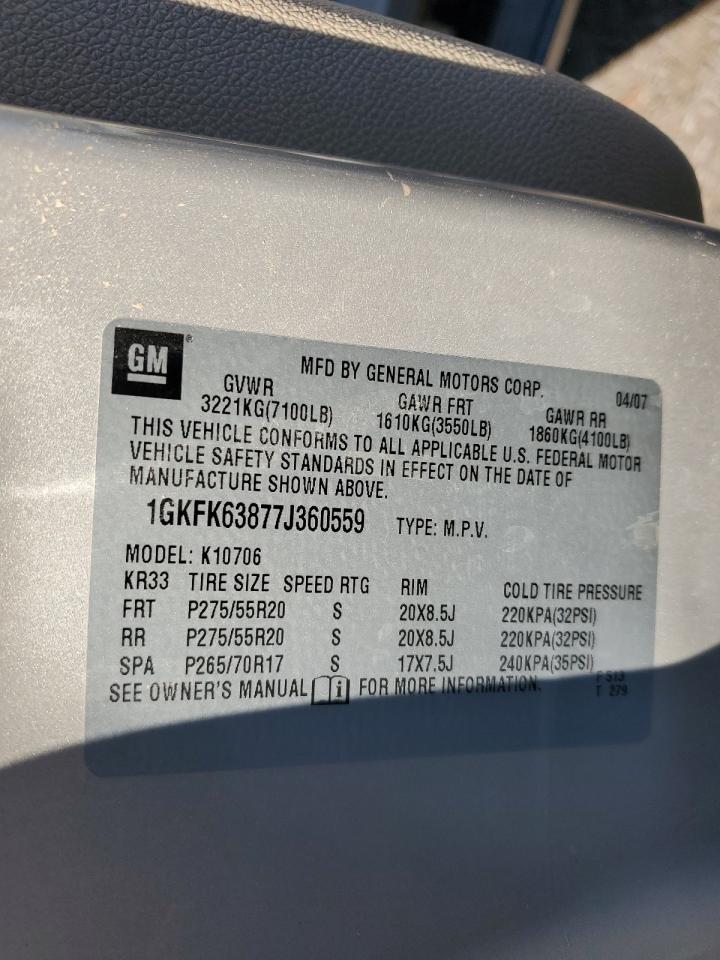 GM®
MFD BY GENERAL MOTORS CORP. 04/07
GVWR GAWR FRT GAWR RR
3221KG(7100LB) 1610KG(3550LB) 1860KG(4100LB)
THIS VEHICLE CONFORMS TO ALL APPLICABLE U.S. FEDERAL MOTOR
VEHICLE SAFETY STANDARDS IN EFFECT ON THE DATE OF
MANUFACTURE SHOWN ABOVE.
1GKFK63877J360559 TYPE: M.P.V.
MODEL: K10706
KR33 TIRE SIZE SPEED RTG RIM COLD TIRE PRESSURE
FRT P275/55R20 S 20X8.5J 220KPA(32PSI)
RR P275/55R20 S 20X8.5J 220KPA(32PSI)
SPA P265/70R17 S 17X7.5J 240KPA(35PSI)
SEE OWNER'S MANUAL i FOR MORE INFORMATION.
F 513
T 279